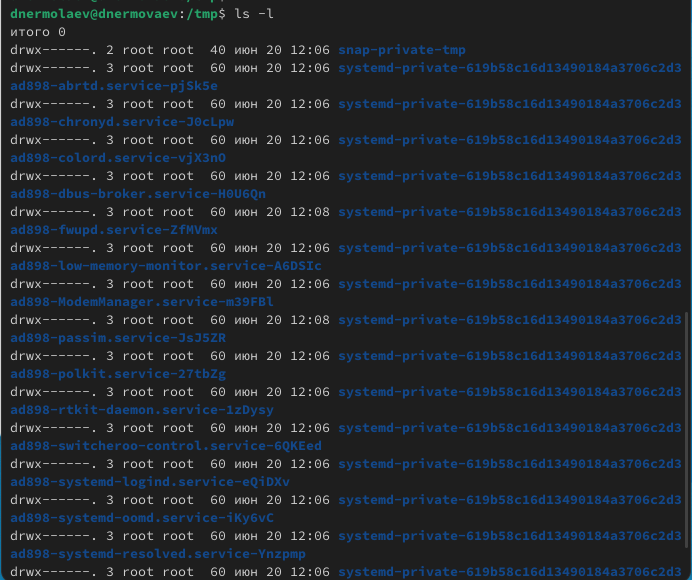 dnermolaev@dnermovaev:/tmp$ ls -l
итого 0
drwx------. 2 root root  40 июн 20 12:06 snap-private-tmp
drwx------. 3 root root  60 июн 20 12:06 systemd-private-619b58c16d13490184a3706c2d3
ad898-abrtd.service-pjSk5e
drwx------. 3 root root  60 июн 20 12:06 systemd-private-619b58c16d13490184a3706c2d3
ad898-chronyd.service-J0cLpw
drwx------. 3 root root  60 июн 20 12:06 systemd-private-619b58c16d13490184a3706c2d3
ad898-colord.service-vjX3nO
drwx------. 3 root root  60 июн 20 12:06 systemd-private-619b58c16d13490184a3706c2d3
ad898-dbus-broker.service-H0U6Qn
drwx------. 3 root root  60 июн 20 12:08 systemd-private-619b58c16d13490184a3706c2d3
ad898-fwupd.service-ZfMVmx
drwx------. 3 root root  60 июн 20 12:06 systemd-private-619b58c16d13490184a3706c2d3
ad898-low-memory-monitor.service-A6DSIc
drwx------. 3 root root  60 июн 20 12:06 systemd-private-619b58c16d13490184a3706c2d3
ad898-ModemManager.service-m39FBl
drwx------. 3 root root  60 июн 20 12:08 systemd-private-619b58c16d13490184a3706c2d3
ad898-passim.service-JsJ5ZR
drwx------. 3 root root  60 июн 20 12:06 systemd-private-619b58c16d13490184a3706c2d3
ad898-polkit.service-27tbZg
drwx------. 3 root root  60 июн 20 12:06 systemd-private-619b58c16d13490184a3706c2d3
ad898-rtkit-daemon.service-1zDysy
drwx------. 3 root root  60 июн 20 12:06 systemd-private-619b58c16d13490184a3706c2d3
ad898-switcheroo-control.service-6QKEed
drwx------. 3 root root  60 июн 20 12:06 systemd-private-619b58c16d13490184a3706c2d3
ad898-systemd-logind.service-eQiDXv
drwx------. 3 root root  60 июн 20 12:06 systemd-private-619b58c16d13490184a3706c2d3
ad898-systemd-oomd.service-iKy6vC
drwx------. 3 root root  60 июн 20 12:06 systemd-private-619b58c16d13490184a3706c2d3
ad898-systemd-resolved.service-Ynzpmp
drwx------. 3 root root  60 июн 20 12:06 systemd-private-619b58c16d13490184a3706c2d3